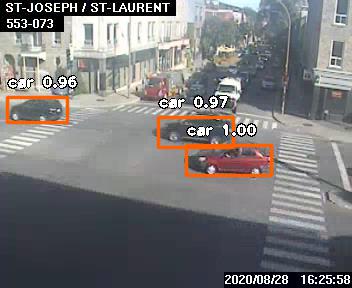 ST-JOSEPH / ST-LAURENT
553-073
car 0.96
car 0.97
car 1.00
2020/08/28 16:25:58